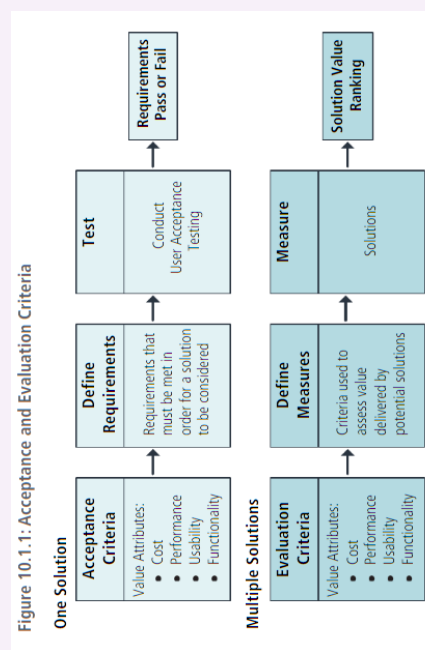 Figure 10.1.1: Acceptance and Evaluation Criteria
One Solution
Acceptance
Criteria
Value Attributes:
• Cost
• Performance
• Usability
• Functionality
Define
Requirements
Requirements that
must be met in
order for a solution
to be considered
Test
Conduct
User Acceptance
Testing
Requirements
Pass or Fail
Multiple Solutions
Evaluation
Criteria
Value Attributes:
• Cost
• Performance
• Usability
• Functionality
Define
Measures
Criteria used to
assess value
delivered by
potential solutions
Measure
Solutions
Solution Value
Ranking